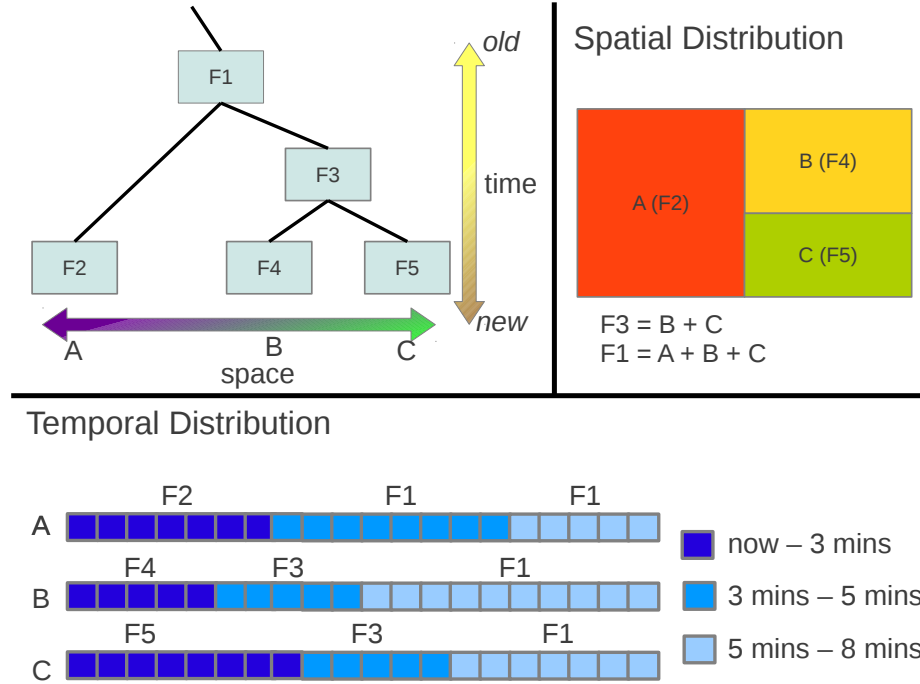 F1
old
F3
time
F2
F4
F5
new
A
B
C
space
Spatial Distribution
A (F2)
B (F4)
C (F5)
F3 = B + C
F1 = A + B + C
Temporal Distribution
F2 F1 F1
A
F4 F3 F1
B
F5 F3 F1
C
now – 3 mins
3 mins – 5 mins
5 mins – 8 mins